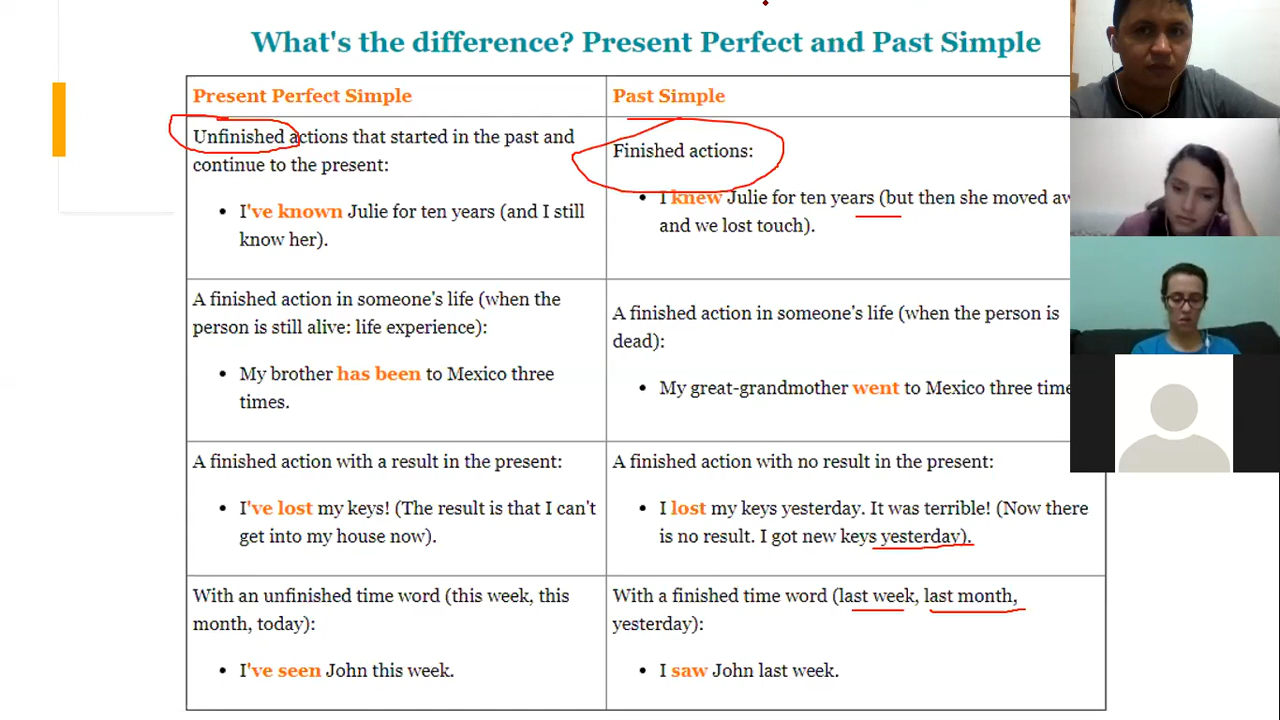 What's the difference? Present Perfect and Past Simple
Present Perfect Simple
Past Simple
Unfinished actions that started in the past and
continue to the present:
• I've known Julie for ten years (and I still
know her).
Finished actions:
• I knew Julie for ten years (but then she moved
and we lost touch).
A finished action in someone's life (when the
person is still alive: life experience):
• My brother has been to Mexico three
times.
A finished action in someone's life (when the person is
dead):
• My great-grandmother went to Mexico three
A finished action with a result in the present:
• I've lost my keys! (The result is that I can't
get into my house now).
A finished action with no result in the present:
• I lost my keys yesterday. It was terrible! (Now there
is no result. I got new keys yesterday).
With an unfinished time word (this week, this
month, today):
• I've seen John this week.
With a finished time word (last week, last month,
yesterday):
• I saw John last week.